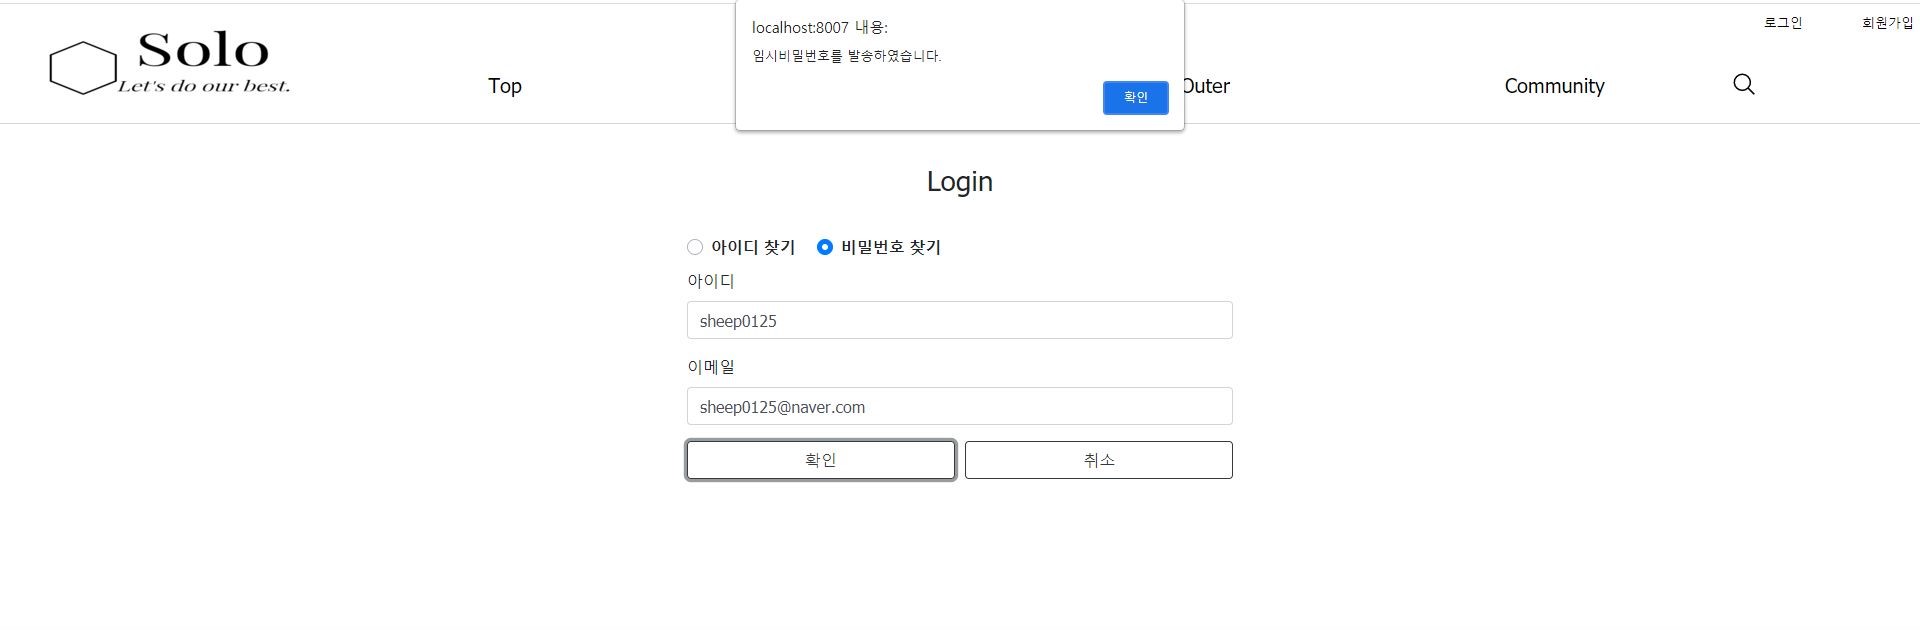 localhost:8007 내용:
임시비밀번호를 발송하였습니다.
확인
로그인 회원가입
Solo
Let's do our best.
Top Outer Community
Login
아이디 찾기 비밀번호 찾기
아이디
sheep0125
이메일
sheep0125@naver.com
확인 취소